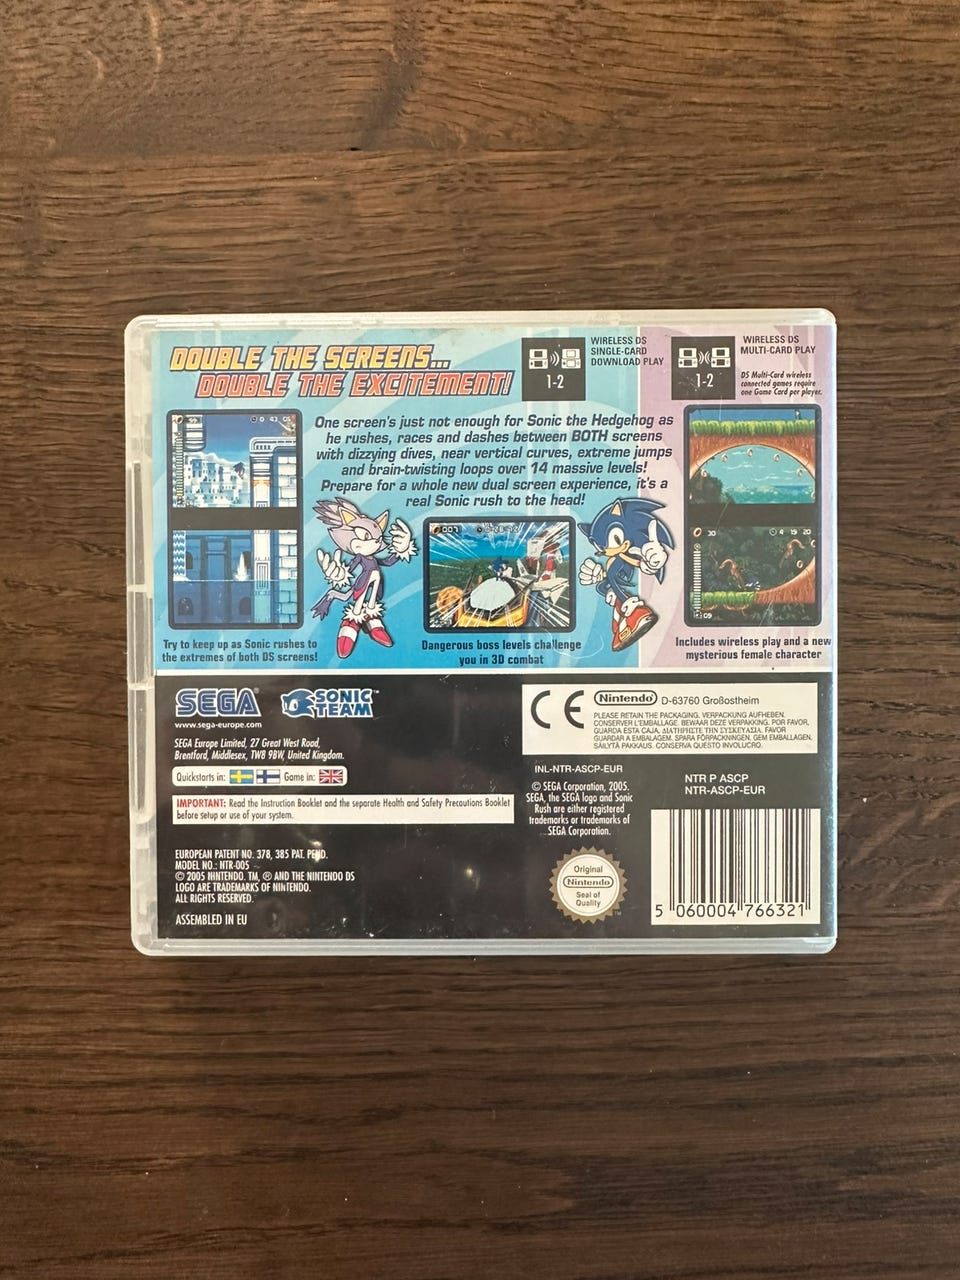 DOUBLE THE SCREENS...
DOUBLE THE EXCITEMENT!
WIRELESS DS
SINGLE-CARD
DOWNLOAD PLAY
1-2
WIRELESS DS
MULTI-CARD PLAY
1-2
DS Multi-Card wireless
connected games require
one Game Card per player.
One screen's just not enough for Sonic the Hedgehog as
he rushes, races and dashes between BOTH screens
with dizzying dives, near vertical curves, extreme jumps
and brain-twisting loops over 14 massive levels!
Prepare for a whole new dual screen experience, it's a
real Sonic rush to the head!
Try to keep up as Sonic rushes to
the extremes of both DS screens!
Dangerous boss levels challenge
you in 3D combat
Includes wireless play and a new
mysterious female character
SEGA®
SONIC
TEAM™
www.sega-europe.com
SEGA Europe Limited, 27 Great West Road,
Brentford, Middlesex, TW8 9BW, United Kingdom.
Quickstarts in: Game in:
IMPORTANT: Read the Instruction Booklet and the separate Health and Safety Precautions Booklet
before setup or use of your system.
EUROPEAN PATENT NO. 378, 385 PAT. PEND.
MODEL NO.: NTR-005
© 2005 NINTENDO. TM, ® AND THE NINTENDO DS
LOGO ARE TRADEMARKS OF NINTENDO.
ALL RIGHTS RESERVED.
ASSEMBLED IN EU
CE Nintendo D-63760 Großostheim
PLEASE RETAIN THE PACKAGING. VERPACKUNG AUFHEBEN.
CONSERVER L'EMBALLAGE. BEWAAR DEZE VERPAKKING. POR FAVOR,
GUARDA ESTA CAJA. ΔΙΑΤΗΡΗΣΤΕ ΤΗΝ ΣΥΣΚΕΥΑΣΙΑ. FAVOR
GUARDAR A EMBALAGEM. SPARA FÖRPACKNINGEN. GEM EMBALLAGEN.
SÄILYTÄ PAKKAUS. CONSERVA QUESTO INVOLUCRO.
INL-NTR-ASCP-EUR
© SEGA Corporation, 2005.
SEGA, the SEGA logo and Sonic
Rush are either registered
trademarks or trademarks of
SEGA Corporation.
NTR P ASCP
NTR-ASCP-EUR
Original
Nintendo
Seal of
Quality
TM
5 060004 766321